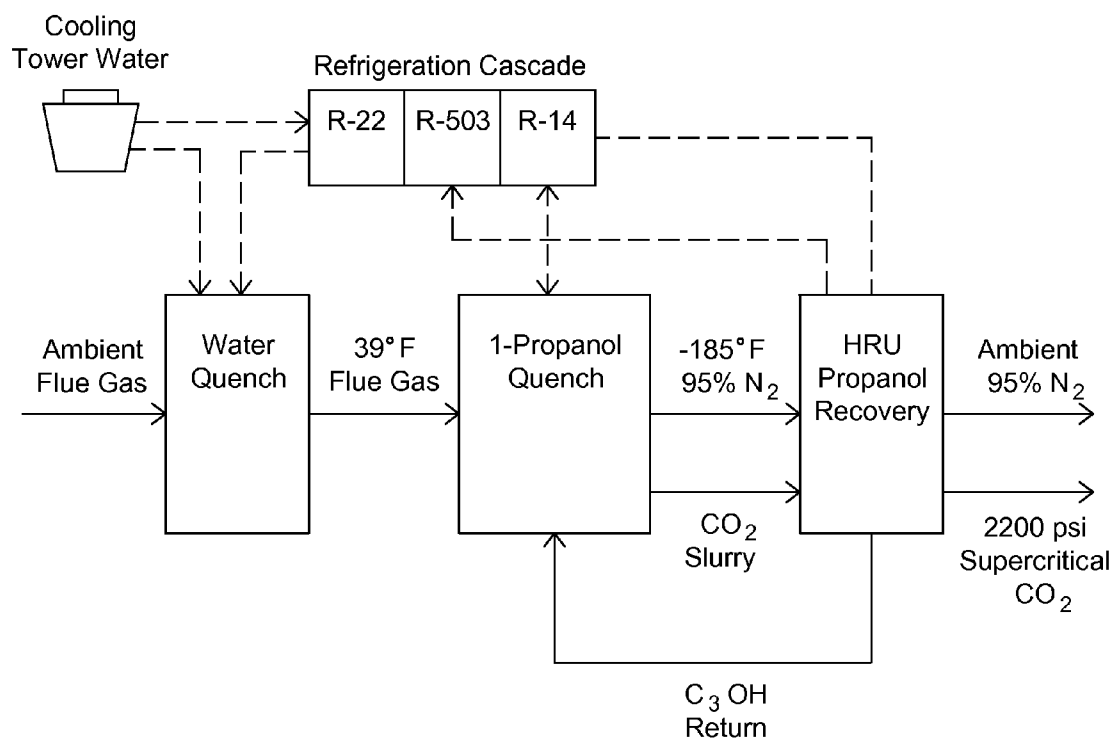 Cooling
Tower Water
Refrigeration Cascade
R-22
R-503
R-14
Ambient
Flue Gas
Water
Quench
39°F
Flue Gas
1-Propanol
Quench
-185°F
95% N2
HRU
Propanol
Recovery
Ambient
95% N2
CO2
Slurry
2200 psi
Supercritical
CO2
C3 OH
Return